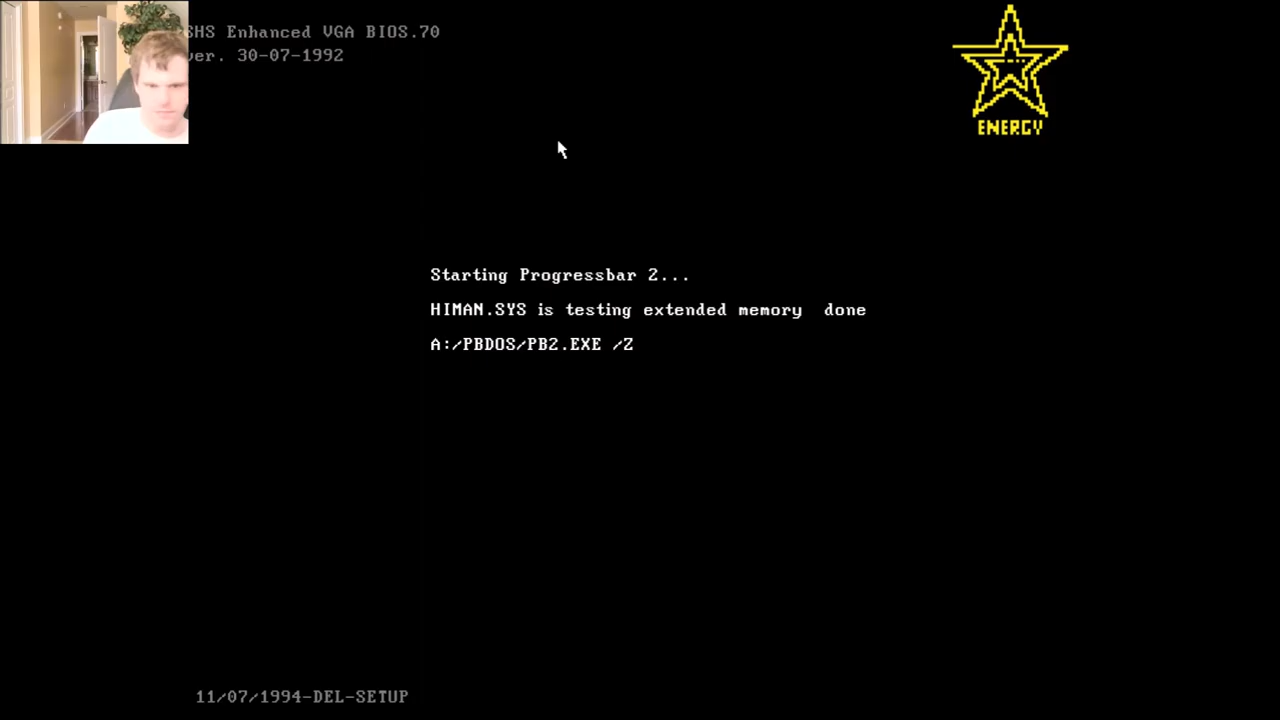 SHS Enhanced VGA BIOS.70
ver. 30-07-1992
ENERGY
Starting Progressbar 2...
HIMAN.SYS is testing extended memory  done
A:/PBDOS/PB2.EXE /Z
11/07/1994-DEL-SETUP